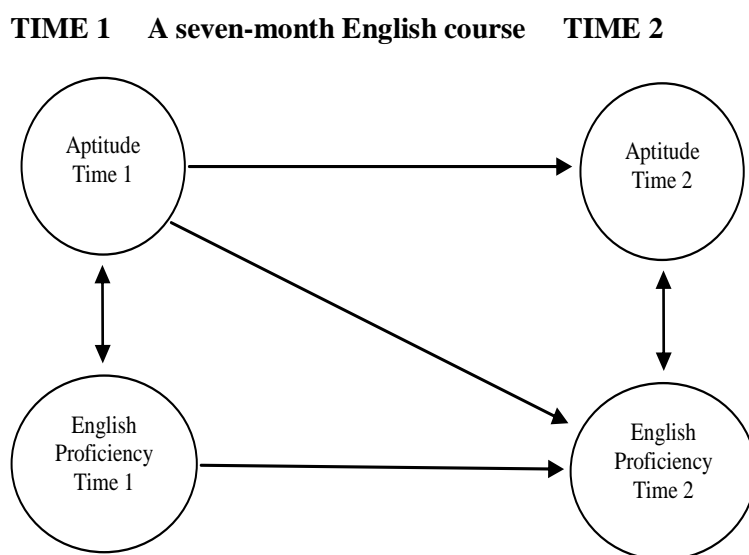 TIME 1 A seven-month English course TIME 2
Aptitude
Time 1
Aptitude
Time 2
English
Proficiency
Time 1
English
Proficiency
Time 2